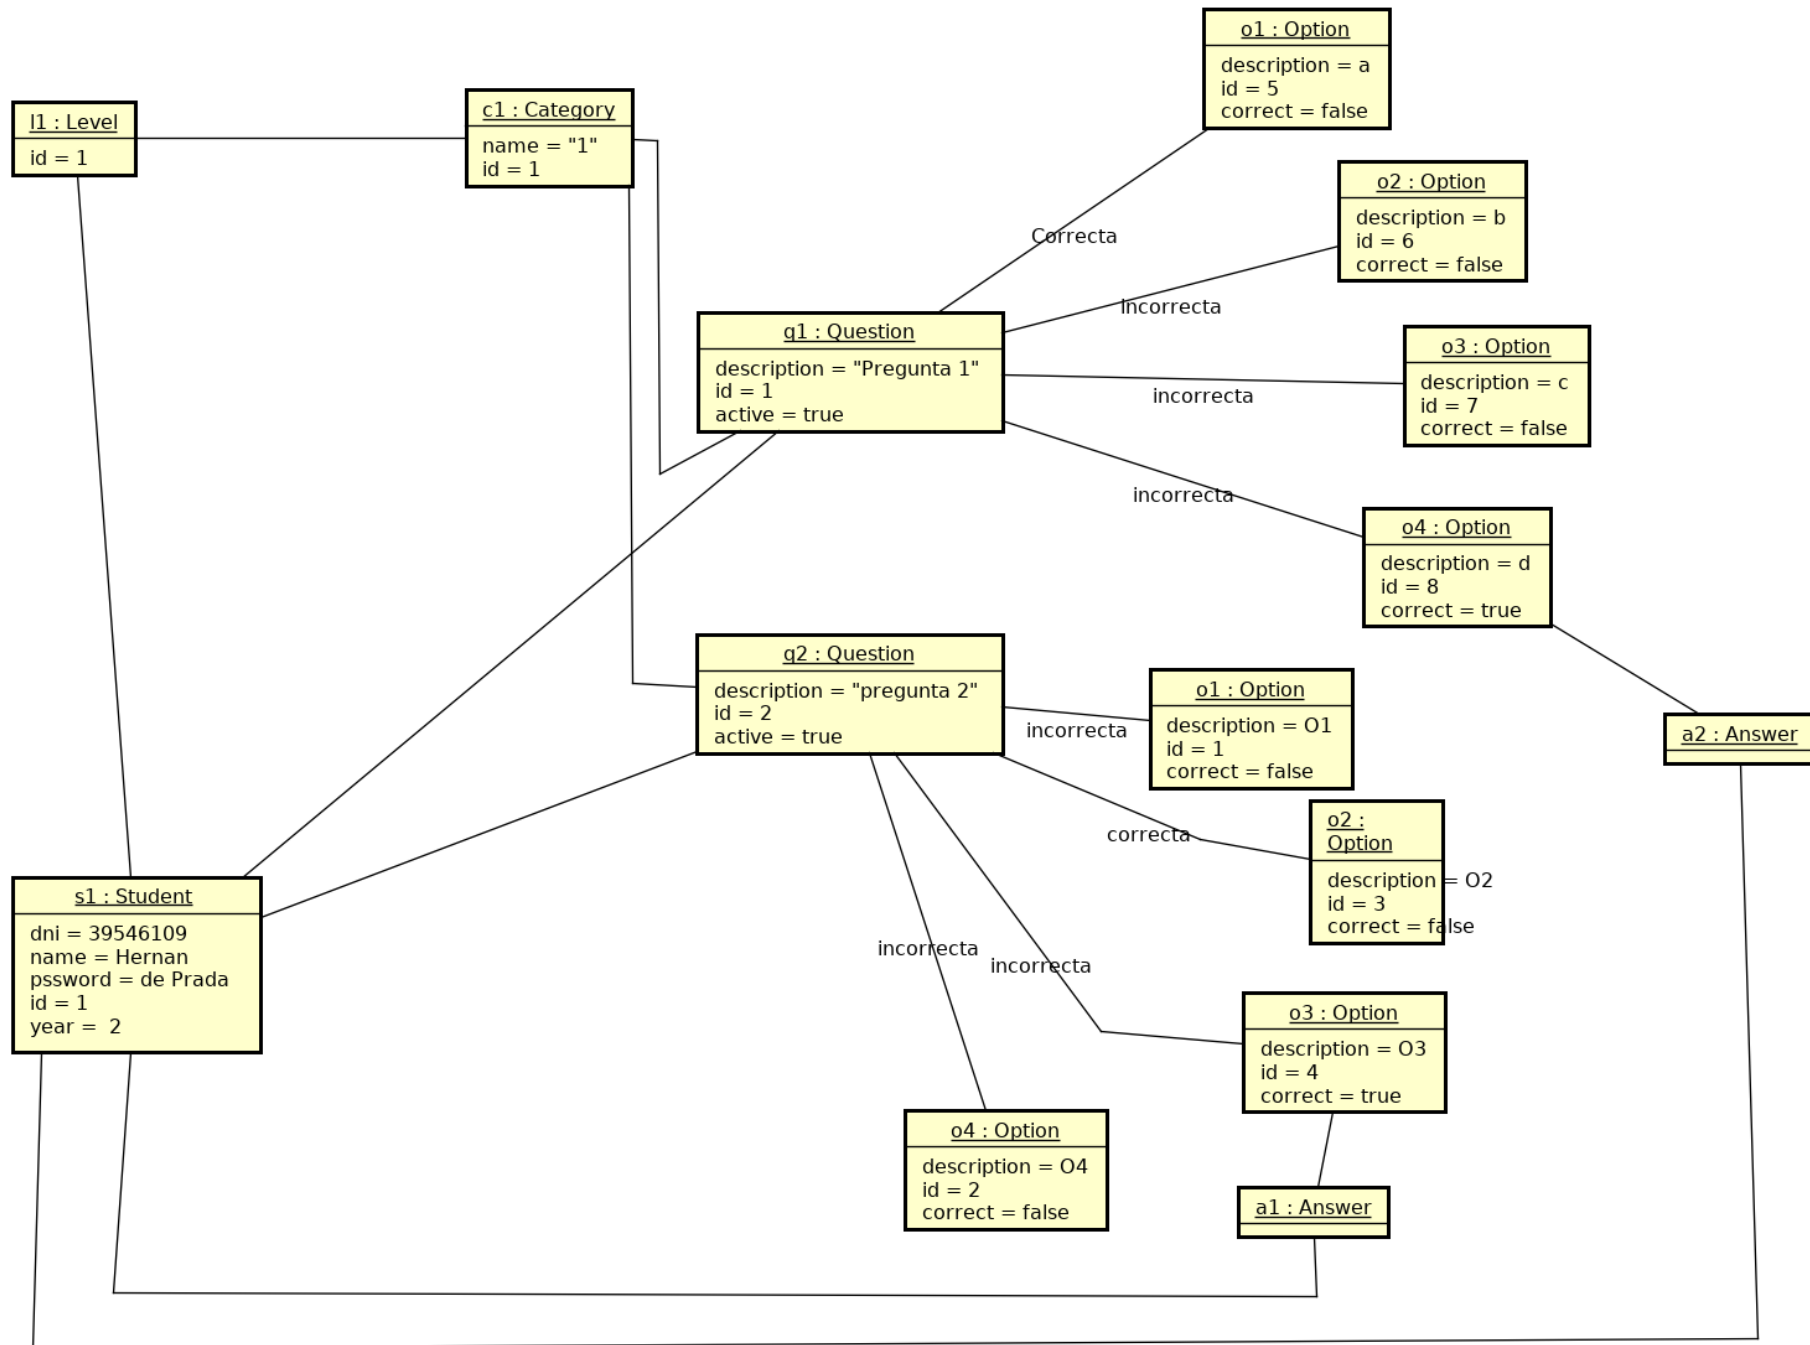 o1 : Option
description = a
id = 5
correct = false
l1 : Level
id = 1
c1 : Category
name = "1"
id = 1
o2 : Option
description = b
id = 6
correct = false
Correcta
Incorrecta
q1 : Question
description = "Pregunta 1"
id = 1
active = true
o3 : Option
description = c
id = 7
correct = false
incorrecta
incorrecta
o4 : Option
description = d
id = 8
correct = true
q2 : Question
description = "pregunta 2"
id = 2
active = true
incorrecta
o1 : Option
description = O1
id = 1
correct = false
a2 : Answer
correcta
o2 :
Option
description = O2
id = 3
correct = false
s1 : Student
dni = 39546109
name = Hernan
pssword = de Prada
id = 1
year =  2
incorrecta
incorrecta
o3 : Option
description = O3
id = 4
correct = true
o4 : Option
description = O4
id = 2
correct = false
a1 : Answer